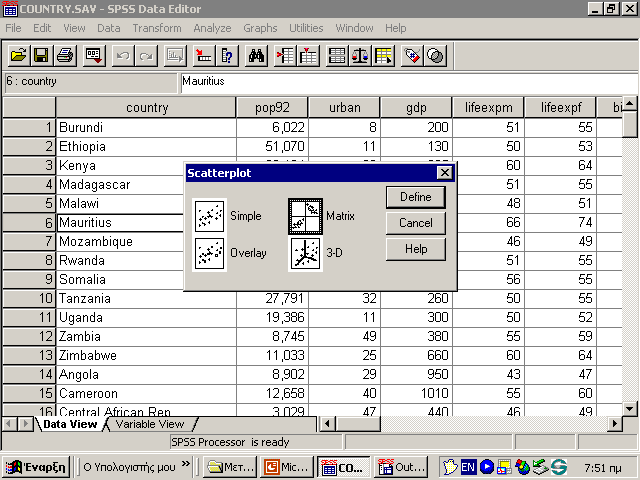 COUNTRY.SAV - SPSS Data Editor
File Edit View Data Transform Analyze Graphs Utilities Window Help
6 : country Mauritius
country pop92 urban gdp lifeexpm lifeexpf
1 Burundi 6,022 8 200 51 55
2 Ethiopia 51,070 11 130 50 53
3 Kenya 60 64
4 Madagascar 51 55
5 Malawi 48 51
6 Mauritius 66 74
7 Mozambique 46 49
8 Rwanda 51 55
9 Somalia 56 55
10 Tanzania 27,791 32 260 50 55
11 Uganda 19,386 11 300 50 52
12 Zambia 8,745 49 380 55 59
13 Zimbabwe 11,033 25 660 60 64
14 Angola 8,902 29 950 43 47
15 Cameroon 12,658 40 1010 55 60
16 Central African Rep 3,029 47 440 46 49
Scatterplot
Simple Matrix Define
Cancel
Overlay 3-D Help
Data View Variable View
SPSS Processor is ready
Έναρξη Ο Υπολογιστής μου » Μετ... Mic... CO... Out... EN 7:51 πμ